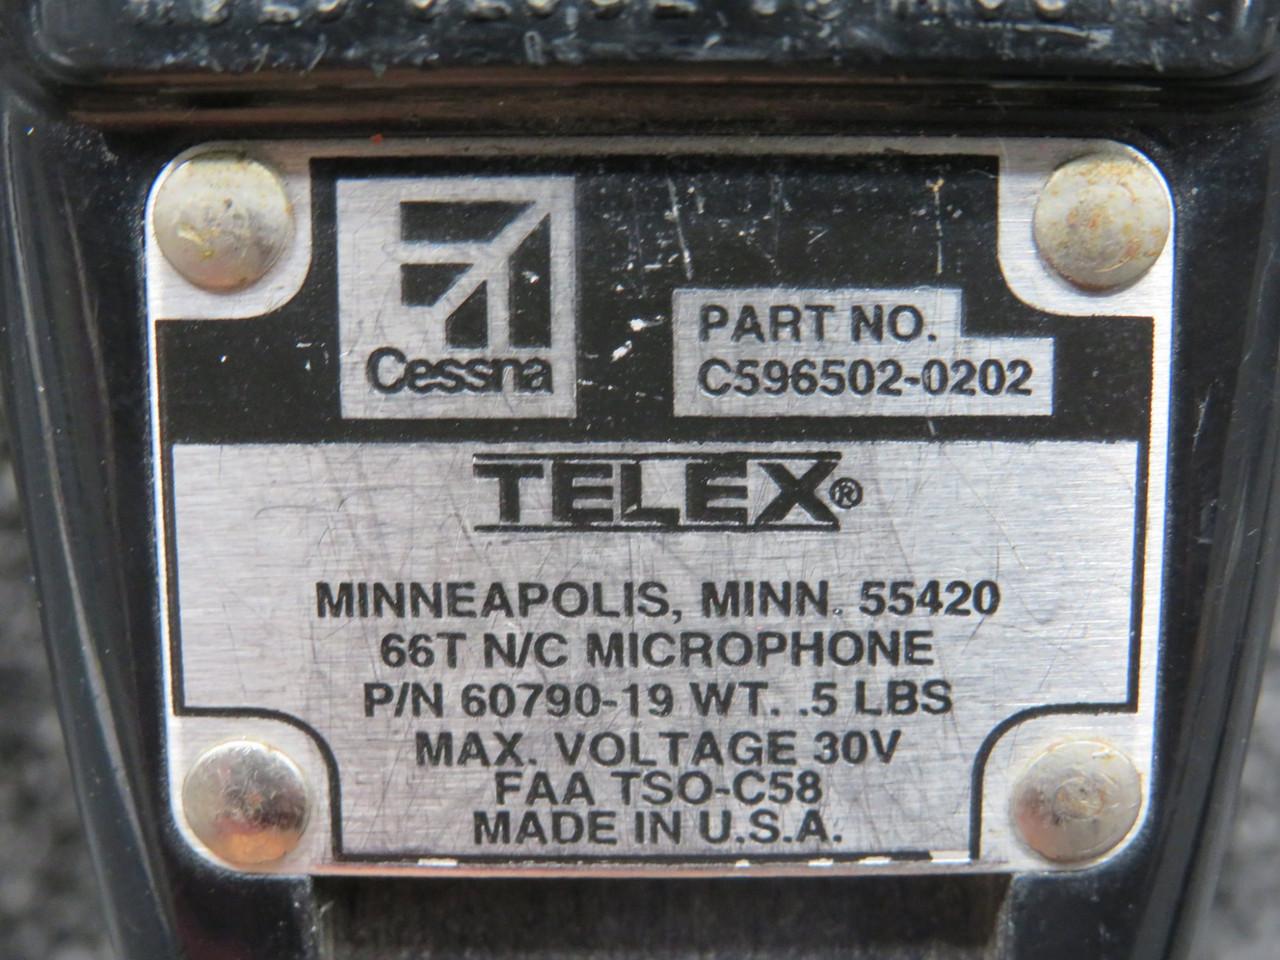 Cessna
PART NO.
C596502-0202
TELEX®
MINNEAPOLIS, MINN. 55420
66T N/C MICROPHONE
P/N 60790-19 WT. .5 LBS
MAX. VOLTAGE 30V
FAA TSO-C58
MADE IN U.S.A.